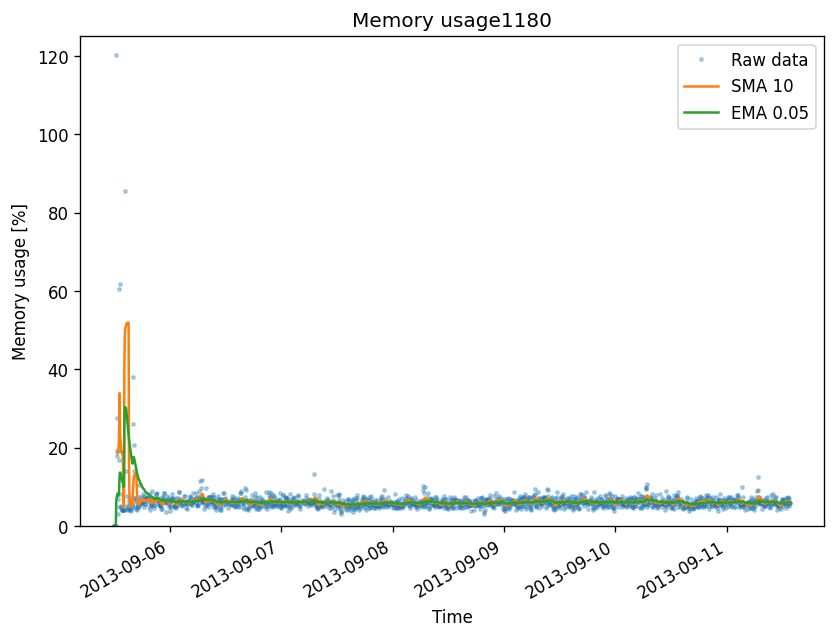 Memory usage1180
Raw data
SMA 10
EMA 0.05
Memory usage [%]
120
100
80
60
40
20
0
2013-09-06
2013-09-07
2013-09-08
2013-09-09
2013-09-10
2013-09-11
Time